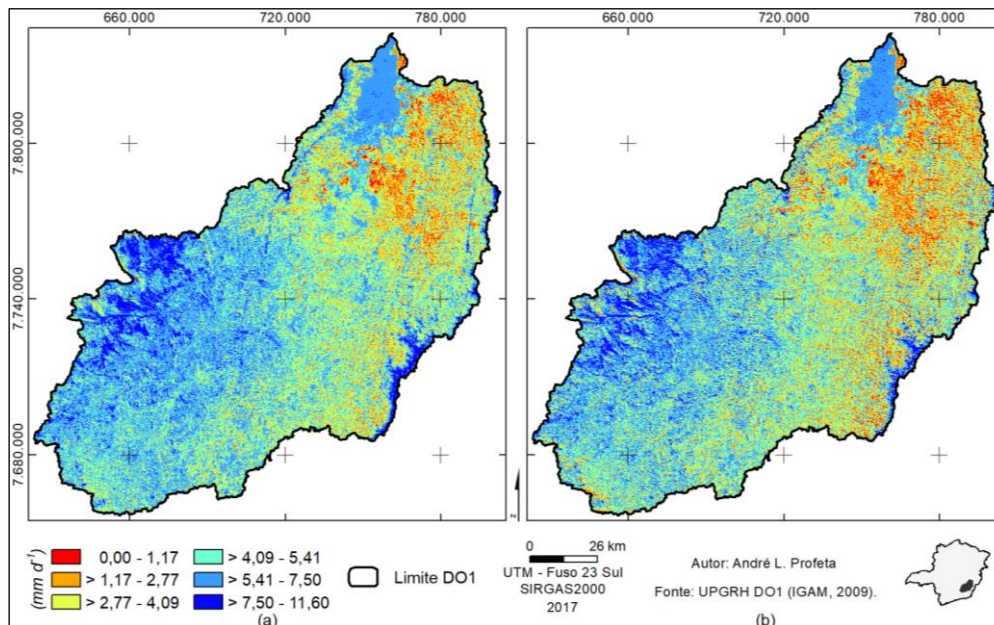 660.000 720.000 780.000 660.000 720.000 780.000
7.800.000
7.740.000
7.680.000
(mm d⁻¹)
0,00 - 1,17
> 1,17 - 2,77
> 2,77 - 4,09
> 4,09 - 5,41
> 5,41 - 7,50
> 7,50 - 11,60
Limite DO1
(a)
N
0 26 km
UTM - Fuso 23 Sul
SIRGAS2000
2017
Autor: André L. Profeta
Fonte: UPGRH DO1 (IGAM, 2009).
(b)